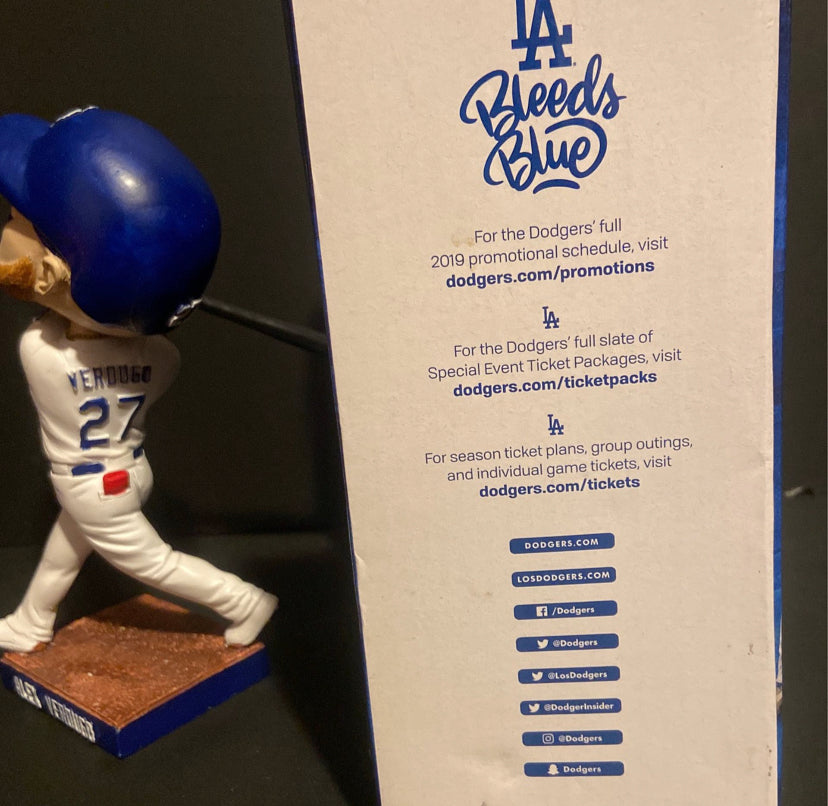 LA
Bleeds
Blue
For the Dodgers' full
2019 promotional schedule, visit
dodgers.com/promotions
LA
For the Dodgers' full slate of
Special Event Ticket Packages, visit
dodgers.com/ticketpacks
LA
For season ticket plans, group outings,
and individual game tickets, visit
dodgers.com/tickets
DODGERS.COM
LOSDODGERS.COM
/Dodgers
@Dodgers
@LosDodgers
@DodgerInsider
@Dodgers
Dodgers
VERDUGO
27
ALEX VERDUGO